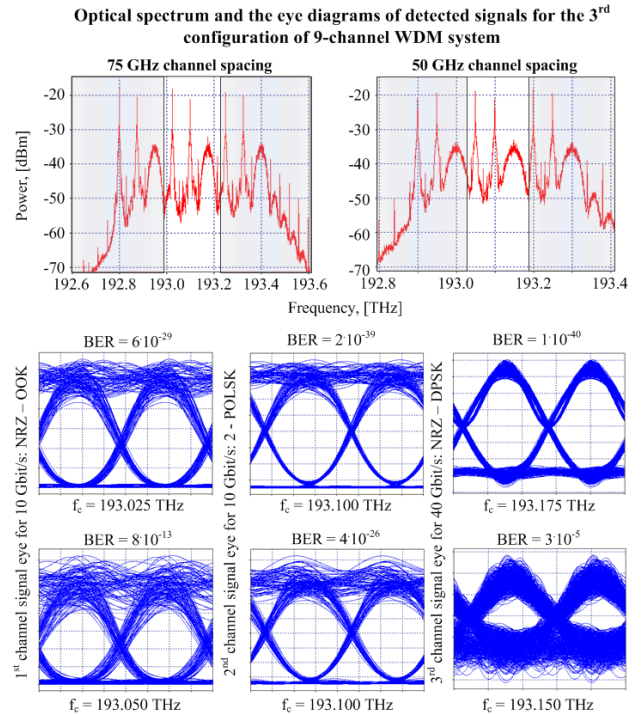 Optical spectrum and the eye diagrams of detected signals for the 3rd
configuration of 9-channel WDM system
75 GHz channel spacing
50 GHz channel spacing
Power, [dBm]
-20
-30
-40
-50
-60
-70
192.6
192.8
193.0
193.2
193.4
193.6
-20
-30
-40
-50
-60
-70
192.8
193.0
193.2
193.4
Frequency, [THz]
1st channel signal eye for 10 Gbit/s: NRZ – OOK
BER = 6·10-29
fc = 193.025 THz
BER = 8·10-13
fc = 193.050 THz
2nd channel signal eye for 10 Gbit/s: 2 - POLSK
BER = 2·10-39
fc = 193.100 THz
BER = 4·10-26
fc = 193.100 THz
3rd channel signal eye for 40 Gbit/s: NRZ – DPSK
BER = 1·10-40
fc = 193.175 THz
BER = 3·10-5
fc = 193.150 THz